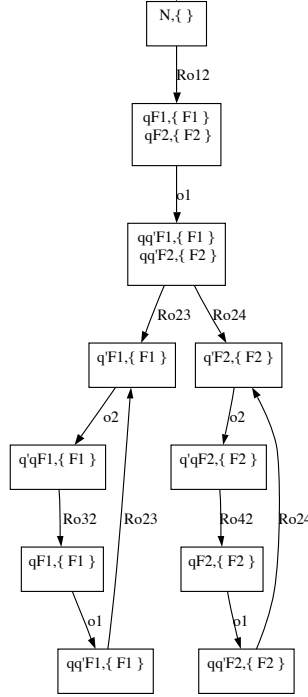 N,{ }
Ro12
qF1,{ F1 }
qF2,{ F2 }
o1
qq'F1,{ F1 }
qq'F2,{ F2 }
Ro23
Ro24
q'F1,{ F1 }
q'F2,{ F2 }
o2
o2
q'qF1,{ F1 }
q'qF2,{ F2 }
Ro32
Ro23
Ro42
Ro24
qF1,{ F1 }
qF2,{ F2 }
o1
o1
qq'F1,{ F1 }
qq'F2,{ F2 }